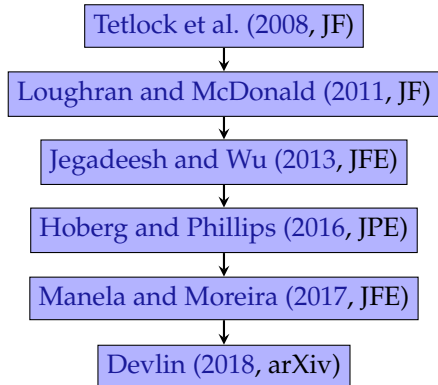 Tetlock et al. (2008, JF)
Loughran and McDonald (2011, JF)
Jegadeesh and Wu (2013, JFE)
Hoberg and Phillips (2016, JPE)
Manela and Moreira (2017, JFE)
Devlin (2018, arXiv)